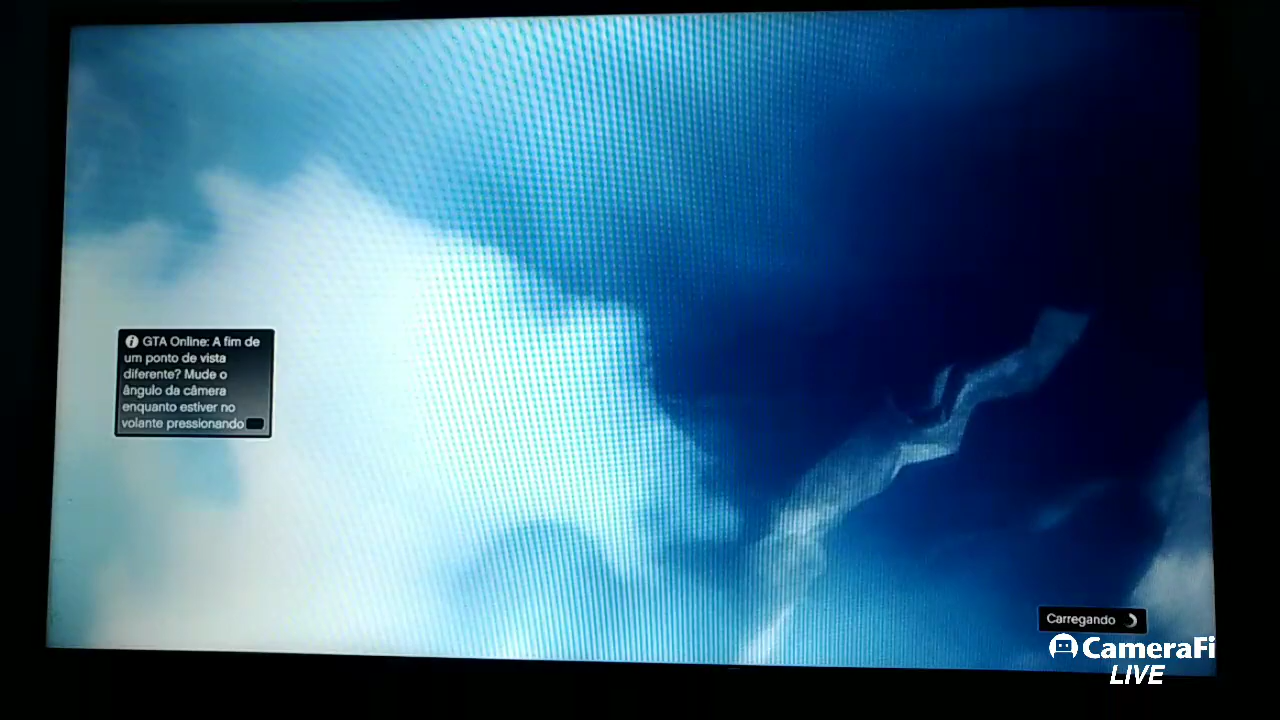 GTA Online: A fim de
um ponto de vista
diferente? Mude o
ângulo da câmera
enquanto estiver no
volante pressionando
Carregando
CameraFi
LIVE